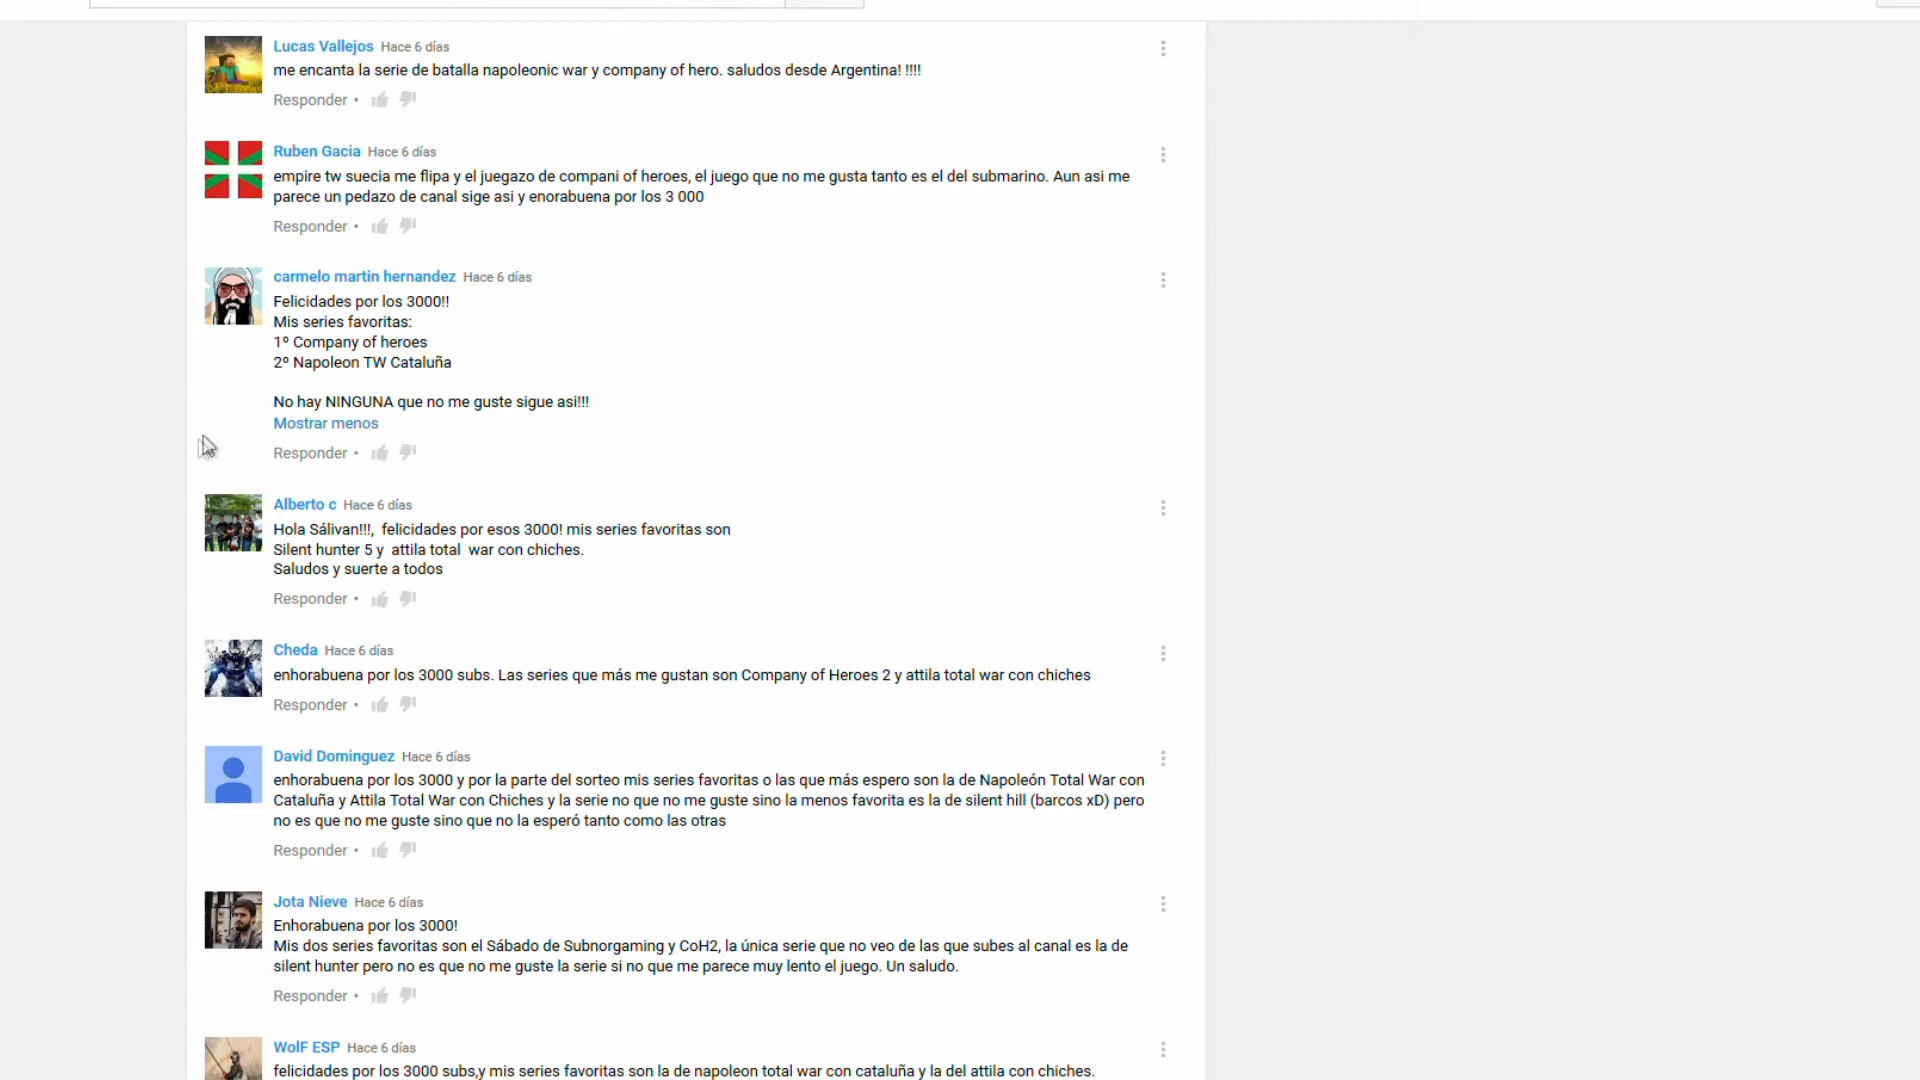 Lucas Vallejos Hace 6 días
me encanta la serie de batalla napoleonic war y company of hero. saludos desde Argentina! !!!!
Responder •
Ruben Gacia Hace 6 días
empire tw suecia me flipa y el juegazo de compani of heroes, el juego que no me gusta tanto es el del submarino. Aun asi me
parece un pedazo de canal sige asi y enorabuena por los 3 000
Responder •
carmelo martin hernandez Hace 6 días
Felicidades por los 3000!!
Mis series favoritas:
1º Company of heroes
2º Napoleon TW Cataluña
No hay NINGUNA que no me guste sigue asi!!!
Mostrar menos
Responder •
Alberto c Hace 6 días
Hola Sálivan!!!, felicidades por esos 3000! mis series favoritas son
Silent hunter 5 y attila total war con chiches.
Saludos y suerte a todos
Responder •
Cheda Hace 6 días
enhorabuena por los 3000 subs. Las series que más me gustan son Company of Heroes 2 y attila total war con chiches
Responder •
David Dominguez Hace 6 días
enhorabuena por los 3000 y por la parte del sorteo mis series favoritas o las que más espero son la de Napoleón Total War con
Cataluña y Attila Total War con Chiches y la serie no que no me guste sino la menos favorita es la de silent hill (barcos xD) pero
no es que no me guste sino que no la esperó tanto como las otras
Responder •
Jota Nieve Hace 6 días
Enhorabuena por los 3000!
Mis dos series favoritas son el Sábado de Subnorgaming y CoH2, la única serie que no veo de las que subes al canal es la de
silent hunter pero no es que no me guste la serie si no que me parece muy lento el juego. Un saludo.
Responder •
WolF ESP Hace 6 días
felicidades por los 3000 subs,y mis series favoritas son la de napoleon total war con cataluña y la del attila con chiches.